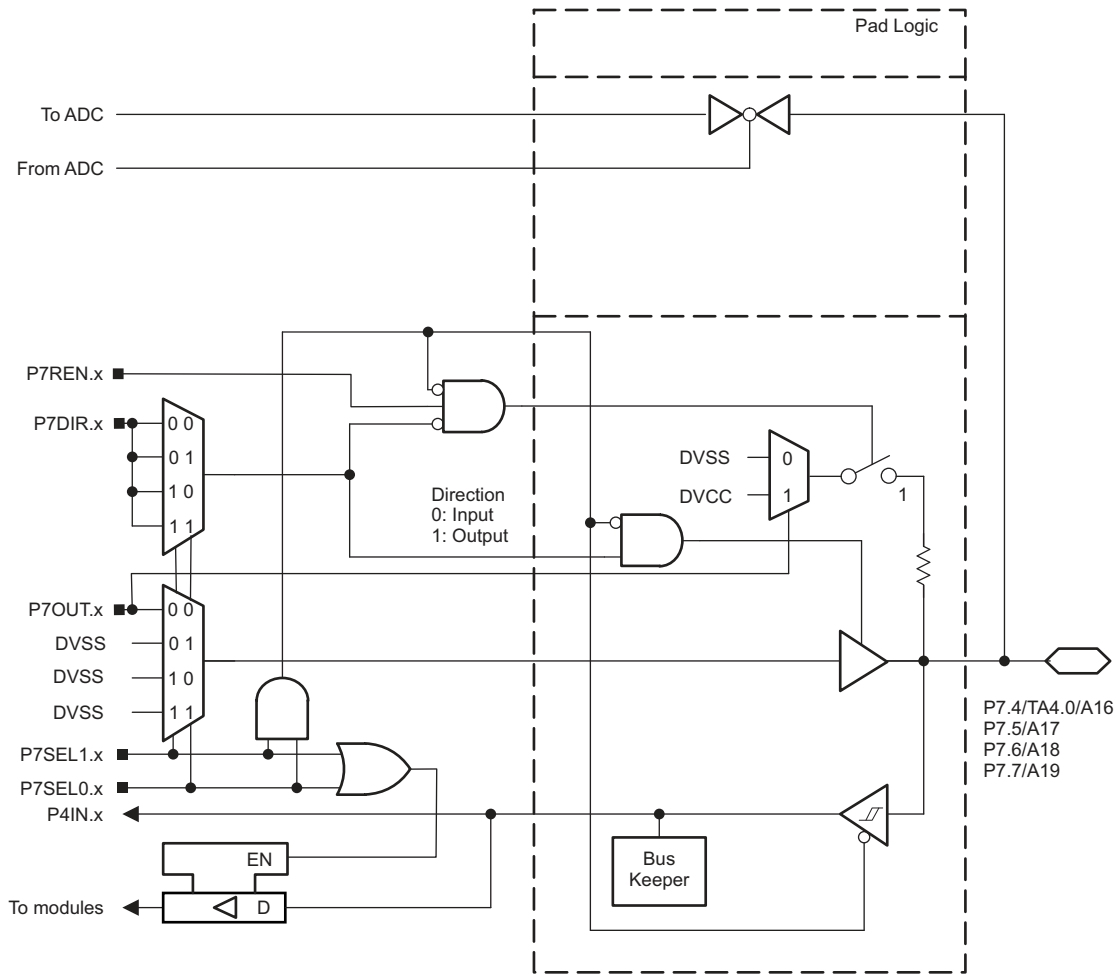 Pad Logic
To ADC
From ADC
P7REN.x
P7DIR.x
0 0
0 1
1 0
1 1
Direction
0: Input
1: Output
DVSS
0
DVCC
1
1
P7OUT.x
0 0
DVSS
0 1
DVSS
1 0
DVSS
1 1
P7.4/TA4.0/A16
P7.5/A17
P7.6/A18
P7.7/A19
P7SEL1.x
P7SEL0.x
P4IN.x
EN
Bus
Keeper
To modules
D